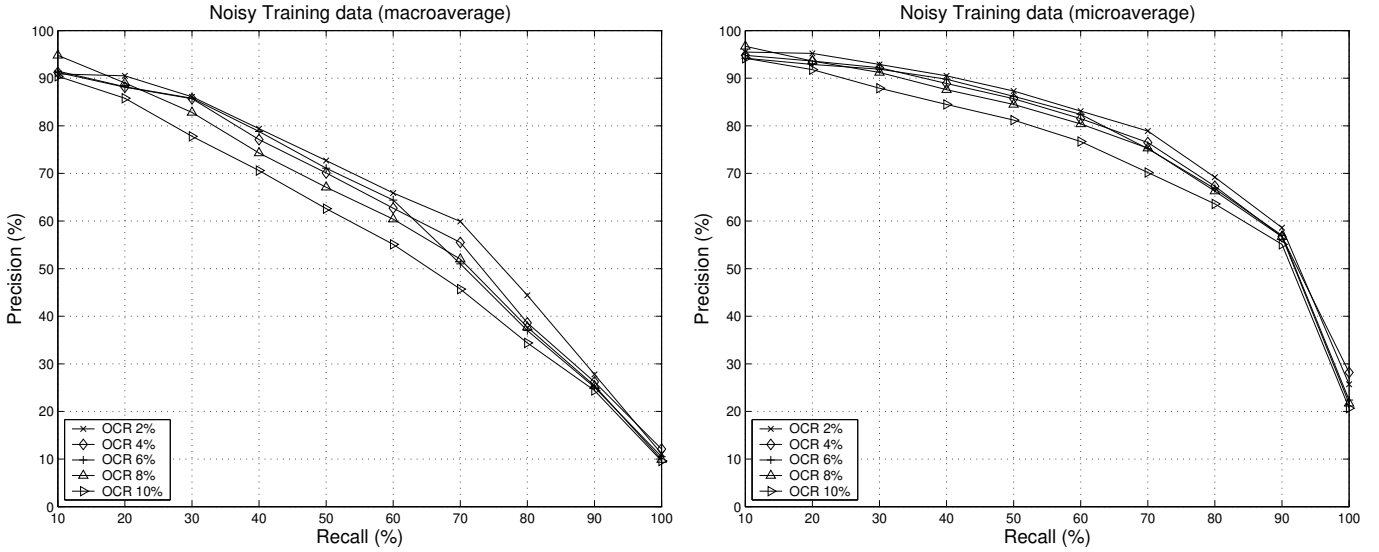 Noisy Training data (macroaverage)
100
90
80
70
60
50
40
30
20
10
0
Precision (%)
OCR 2%
OCR 4%
OCR 6%
OCR 8%
OCR 10%
10 20 30 40 50 60 70 80 90 100
Recall (%)
Noisy Training data (microaverage)
100
90
80
70
60
50
40
30
20
10
0
Precision (%)
OCR 2%
OCR 4%
OCR 6%
OCR 8%
OCR 10%
10 20 30 40 50 60 70 80 90 100
Recall (%)